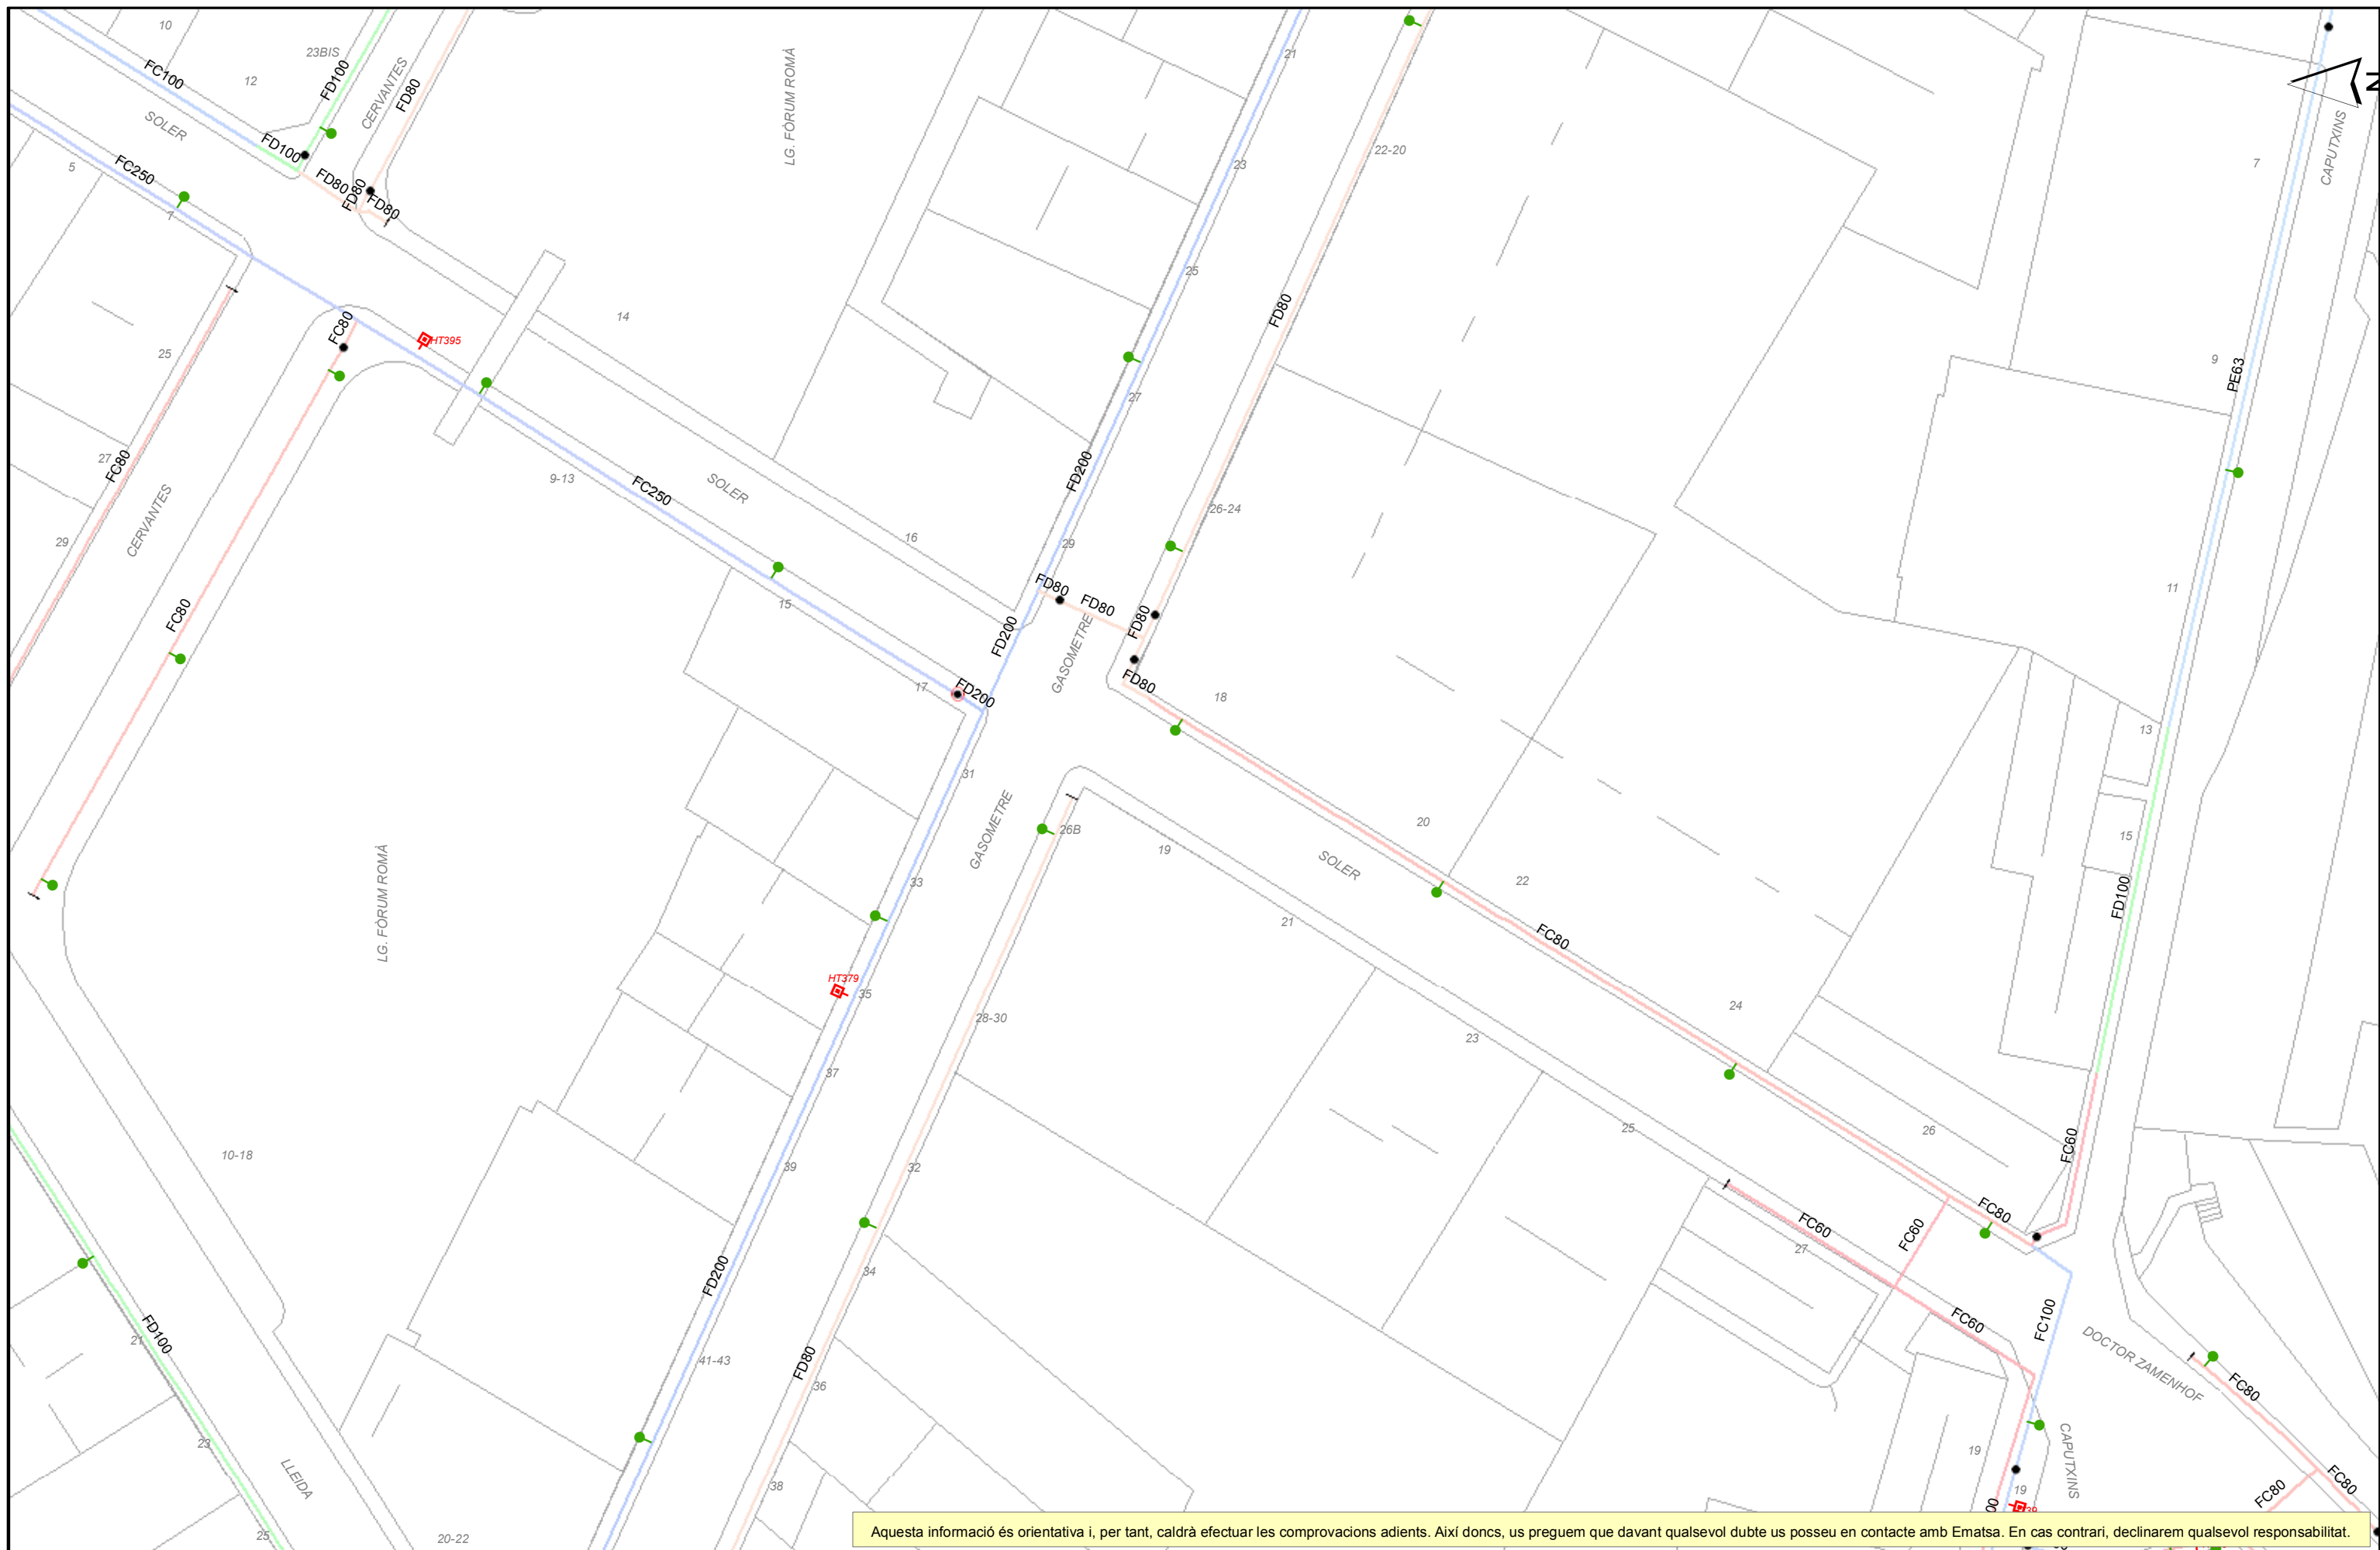 10
23BIS
FC100
12
FD100
CERVANTES
FD80
LG. FÒRUM ROMÀ
21
N
CAPUTXINS
SOLER
5
FC250
7
FD100
FD80
FD80
FD80
22-20
23
7
25
FC80
HT395
14
25
FD80
27
9
PE63
27
FC80
CERVANTES
29
9-13
FC250
SOLER
16
FD200
29
26-24
11
FC80
15
FD80
FD80
FD80
FD200
GASOMETRE
17
FD200
FD80
18
13
31
GASOMETRE
26B
19
20
SOLER
22
15
FD100
LG. FÒRUM ROMÀ
33
21
FC80
HT379
35
28-30
23
24
37
25
26
FC60
10-18
39
32
FC60
27
FC60
FC80
FD200
34
FC60
FC100
DOCTOR ZAMENHOF
FD100
21
41-43
FD80
36
FC80
23
LLEIDA
38
19
CAPUTXINS
19
FC80
FC80
25
20-22
Aquesta informació és orientativa i, per tant, caldrà efectuar les comprovacions adients. Així doncs, us preguem que davant qualsevol dubte us posseu en contacte amb Ematsa. En cas contrari, declinarem qualsevol responsabilitat.